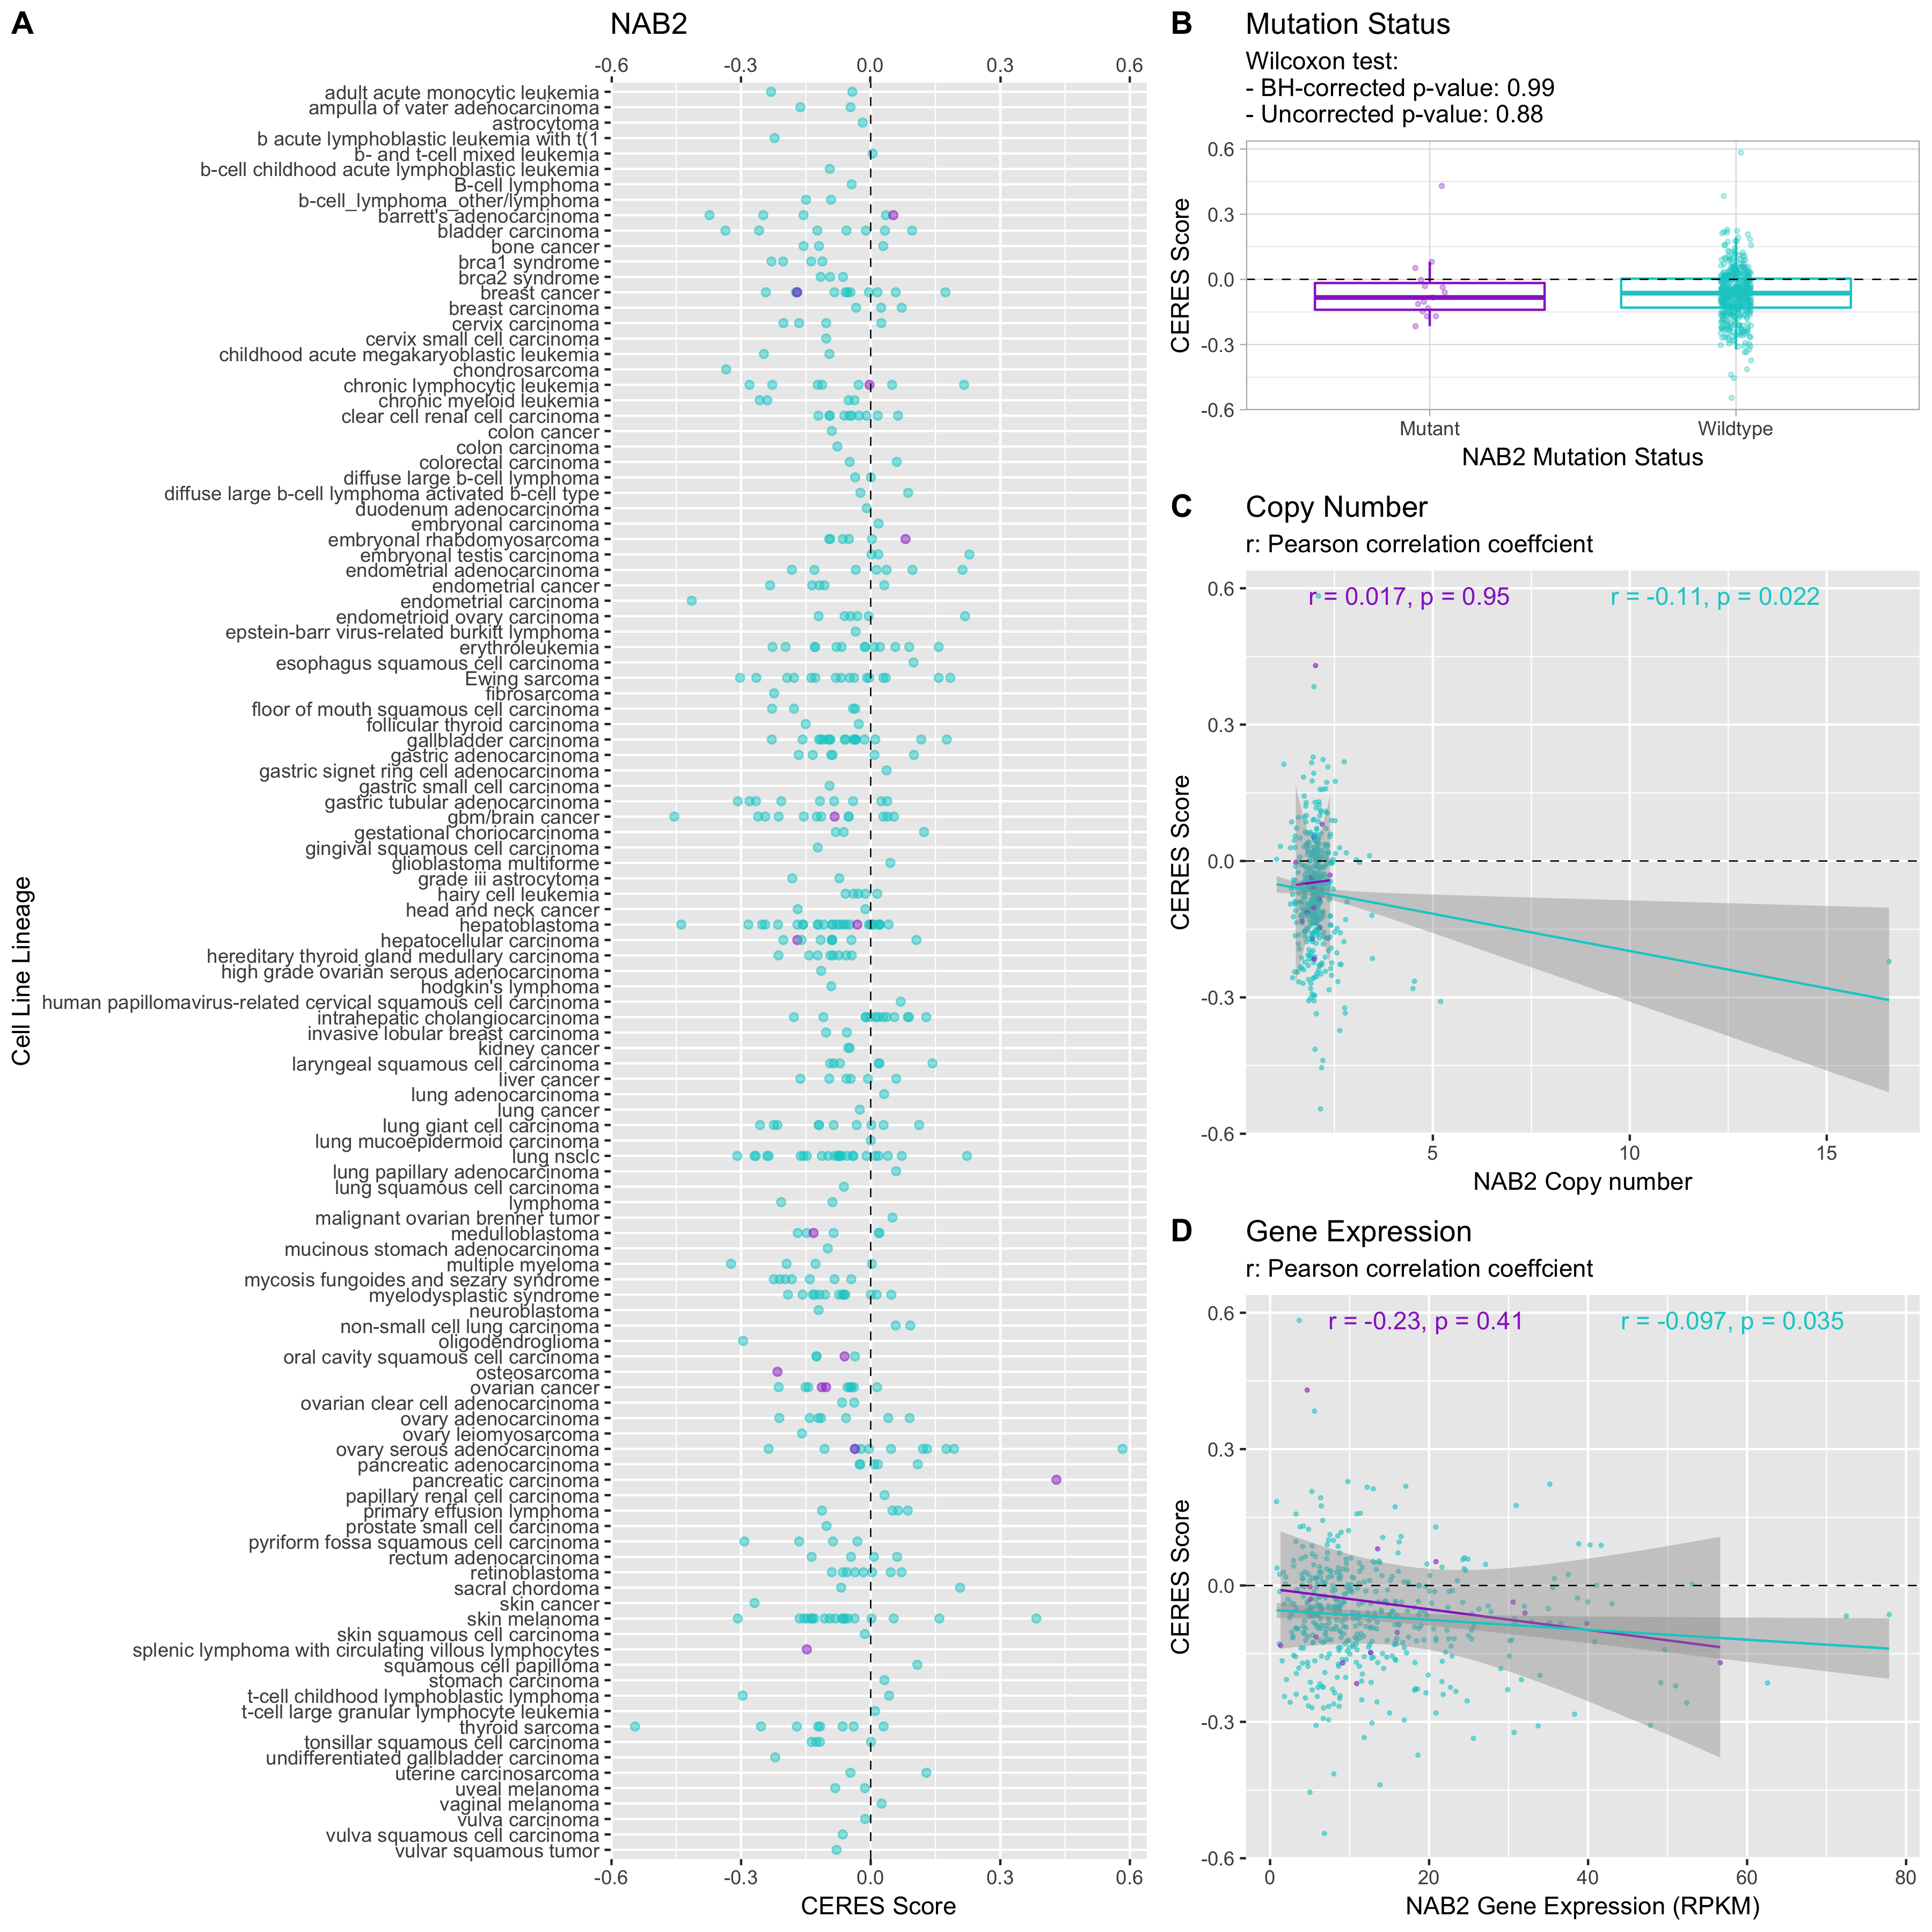 A
NAB2
-0.6 -0.3 0.0 0.3 0.6
Cell Line Lineage
adult acute monocytic leukemia
ampulla of vater adenocarcinoma
astrocytoma
b acute lymphoblastic leukemia with t(1
b- and t-cell mixed leukemia
b-cell childhood acute lymphoblastic leukemia
B-cell lymphoma
b-cell_lymphoma_other/lymphoma
barrett's adenocarcinoma
bladder carcinoma
bone cancer
brca1 syndrome
brca2 syndrome
breast cancer
breast carcinoma
cervix carcinoma
cervix small cell carcinoma
childhood acute megakaryoblastic leukemia
chondrosarcoma
chronic lymphocytic leukemia
chronic myeloid leukemia
clear cell renal cell carcinoma
colon cancer
colon carcinoma
colorectal carcinoma
diffuse large b-cell lymphoma
diffuse large b-cell lymphoma activated b-cell type
duodenum adenocarcinoma
embryonal carcinoma
embryonal rhabdomyosarcoma
embryonal testis carcinoma
endometrial adenocarcinoma
endometrial cancer
endometrial carcinoma
endometrioid ovary carcinoma
epstein-barr virus-related burkitt lymphoma
erythroleukemia
esophagus squamous cell carcinoma
Ewing sarcoma
fibrosarcoma
floor of mouth squamous cell carcinoma
follicular thyroid carcinoma
gallbladder carcinoma
gastric adenocarcinoma
gastric signet ring cell adenocarcinoma
gastric small cell carcinoma
gastric tubular adenocarcinoma
gbm/brain cancer
gestational choriocarcinoma
gingival squamous cell carcinoma
glioblastoma multiforme
grade iii astrocytoma
hairy cell leukemia
head and neck cancer
hepatoblastoma
hepatocellular carcinoma
hereditary thyroid gland medullary carcinoma
high grade ovarian serous adenocarcinoma
hodgkin's lymphoma
human papillomavirus-related cervical squamous cell carcinoma
intrahepatic cholangiocarcinoma
invasive lobular breast carcinoma
kidney cancer
laryngeal squamous cell carcinoma
liver cancer
lung adenocarcinoma
lung cancer
lung giant cell carcinoma
lung mucoepidermoid carcinoma
lung nsclc
lung papillary adenocarcinoma
lung squamous cell carcinoma
lymphoma
malignant ovarian brenner tumor
medulloblastoma
mucinous stomach adenocarcinoma
multiple myeloma
mycosis fungoides and sezary syndrome
myelodysplastic syndrome
neuroblastoma
non-small cell lung carcinoma
oligodendroglioma
oral cavity squamous cell carcinoma
osteosarcoma
ovarian cancer
ovarian clear cell adenocarcinoma
ovary adenocarcinoma
ovary leiomyosarcoma
ovary serous adenocarcinoma
pancreatic adenocarcinoma
pancreatic carcinoma
papillary renal cell carcinoma
primary effusion lymphoma
prostate small cell carcinoma
pyriform fossa squamous cell carcinoma
rectum adenocarcinoma
retinoblastoma
sacral chordoma
skin cancer
skin melanoma
skin squamous cell carcinoma
splenic lymphoma with circulating villous lymphocytes
squamous cell papilloma
stomach carcinoma
t-cell childhood lymphoblastic lymphoma
t-cell large granular lymphocyte leukemia
thyroid sarcoma
tonsillar squamous cell carcinoma
undifferentiated gallbladder carcinoma
uterine carcinosarcoma
uveal melanoma
vaginal melanoma
vulva carcinoma
vulva squamous cell carcinoma
vulvar squamous tumor
-0.6 -0.3 0.0 0.3 0.6
CERES Score
B
Mutation Status
Wilcoxon test:
- BH-corrected p-value: 0.99
- Uncorrected p-value: 0.88
CERES Score
0.6
0.3
0.0
-0.3
-0.6
Mutant Wildtype
NAB2 Mutation Status
C
Copy Number
r: Pearson correlation coeffcient
r = 0.017, p = 0.95 r = -0.11, p = 0.022
CERES Score
0.6
0.3
0.0
-0.3
-0.6
5 10 15
NAB2 Copy number
D
Gene Expression
r: Pearson correlation coeffcient
r = -0.23, p = 0.41 r = -0.097, p = 0.035
CERES Score
0.6
0.3
0.0
-0.3
-0.6
0 20 40 60 80
NAB2 Gene Expression (RPKM)